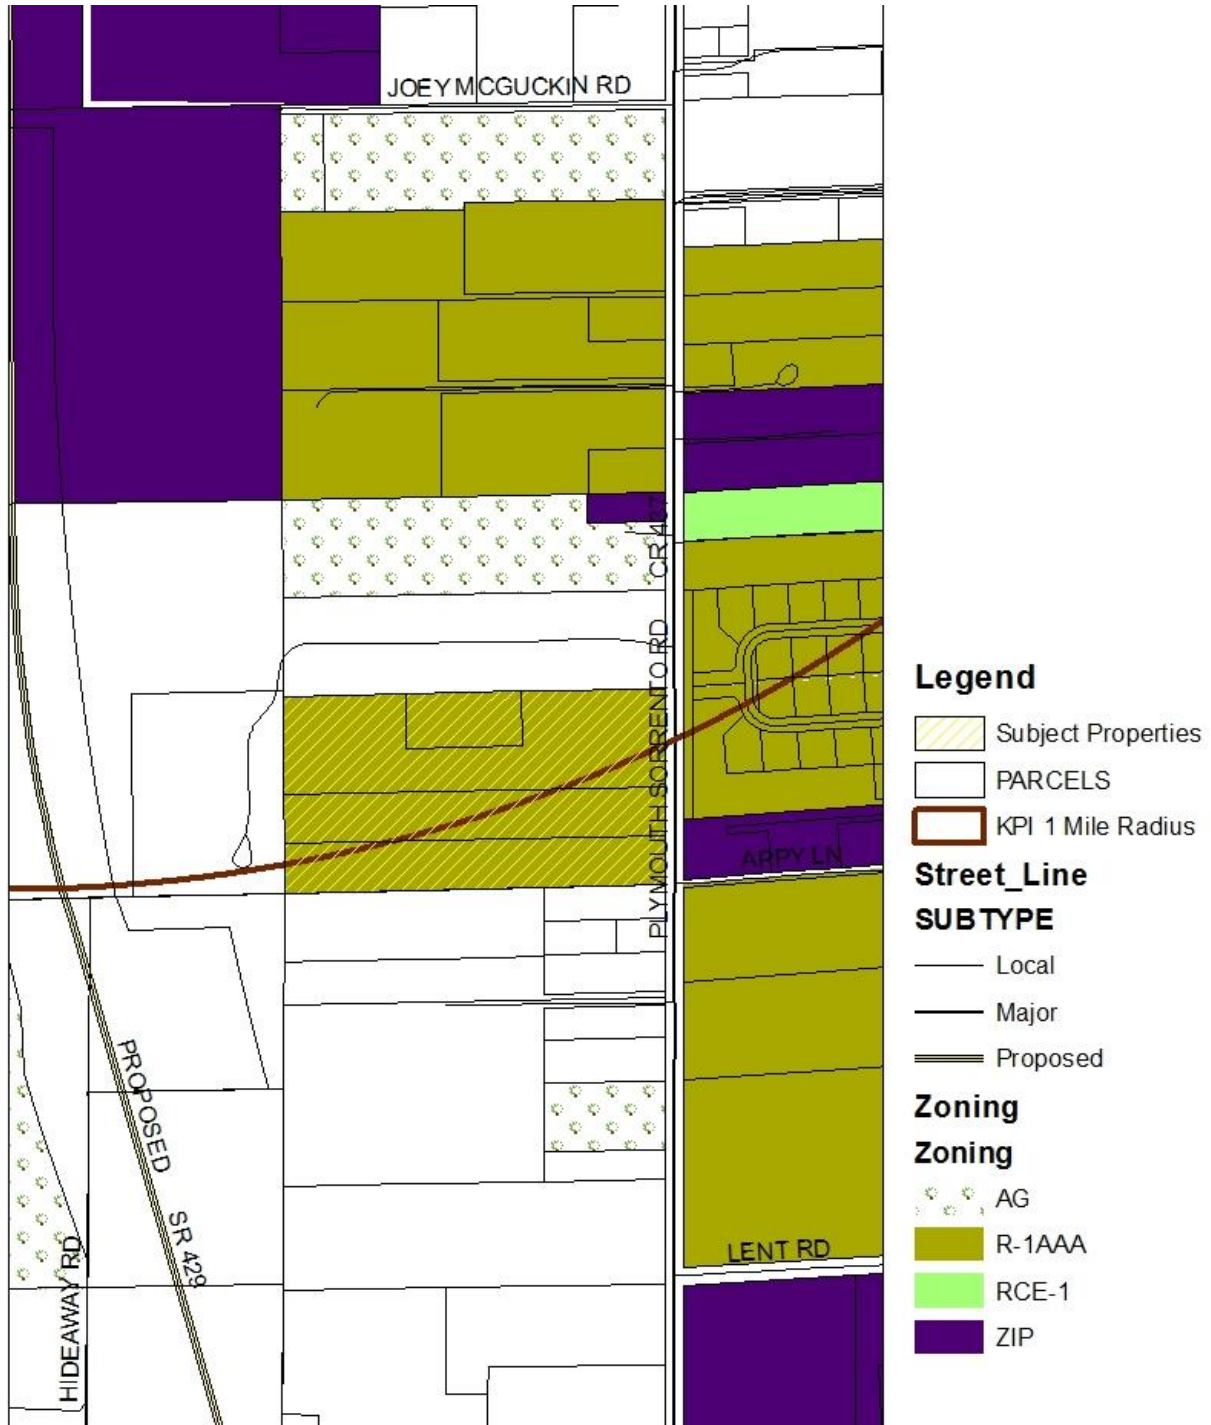 JOEY MCGUCKIN RD
CR 437
PLYMOUTH SORRENTO RD
APPY LN
PROPOSED
SR 429
HIDEAWAY RD
LENT RD
Legend
Subject Properties
PARCELS
KPI 1 Mile Radius
Street_Line
SUBTYPE
Local
Major
Proposed
Zoning
Zoning
AG
R-1AAA
RCE-1
ZIP